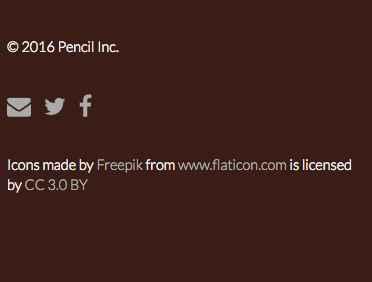 © 2016 Pencil Inc.
Icons made by Freepik from www.flaticon.com is licensed
by CC 3.0 BY